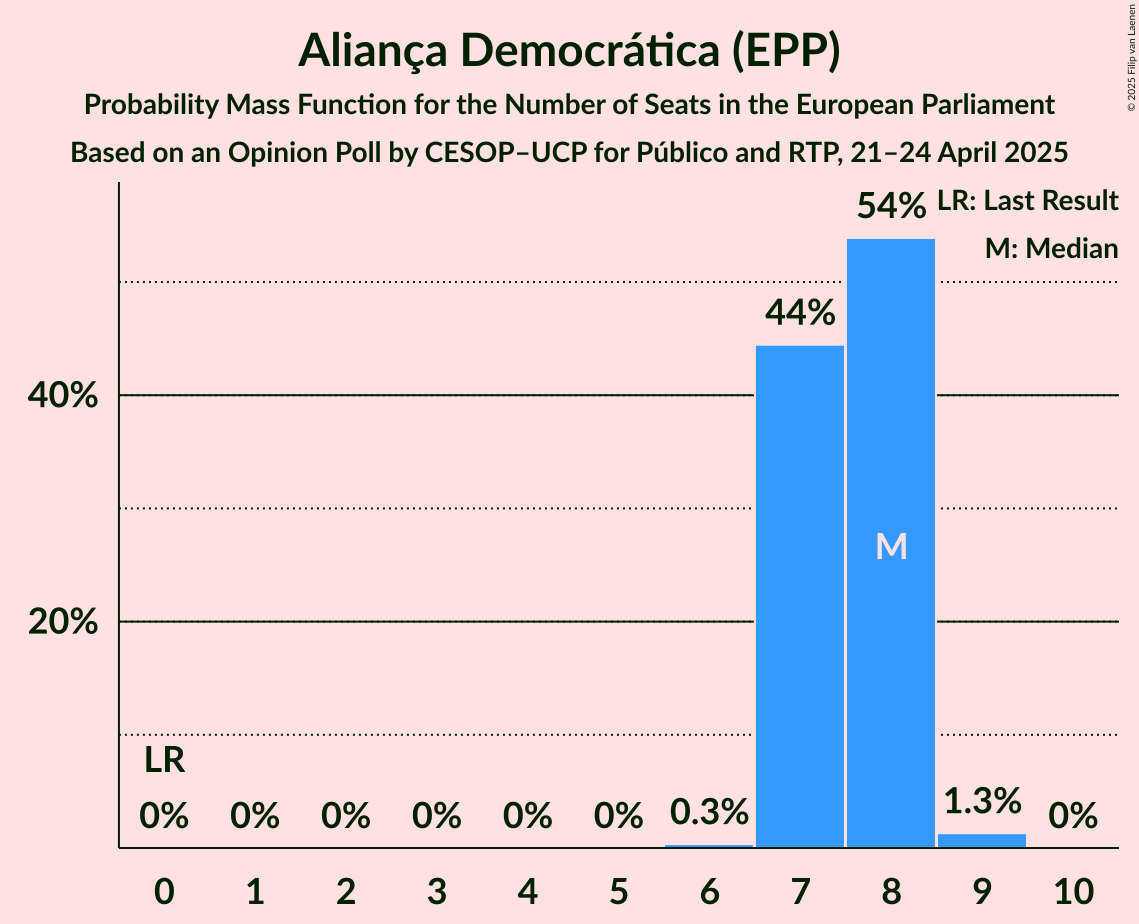 Aliança Democrática (EPP)
Probability Mass Function for the Number of Seats in the European Parliament
Based on an Opinion Poll by CESOP–UCP for Público and RTP, 21–24 April 2025
© 2025 Filip van Laenen
LR: Last Result
M: Median
54%
44%
40%
M
20%
LR
0%
0%
0%
0%
0%
0%
0.3%
1.3%
0%
0 1 2 3 4 5 6 7 8 9 10